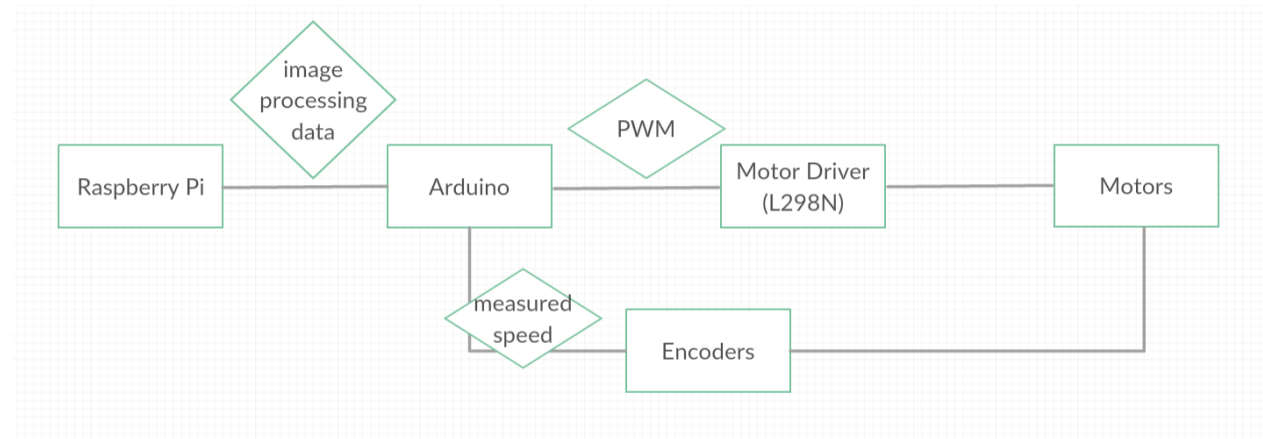 image
processing
data
PWM
Raspberry Pi
Arduino
Motor Driver
(L298N)
Motors
measured
speed
Encoders